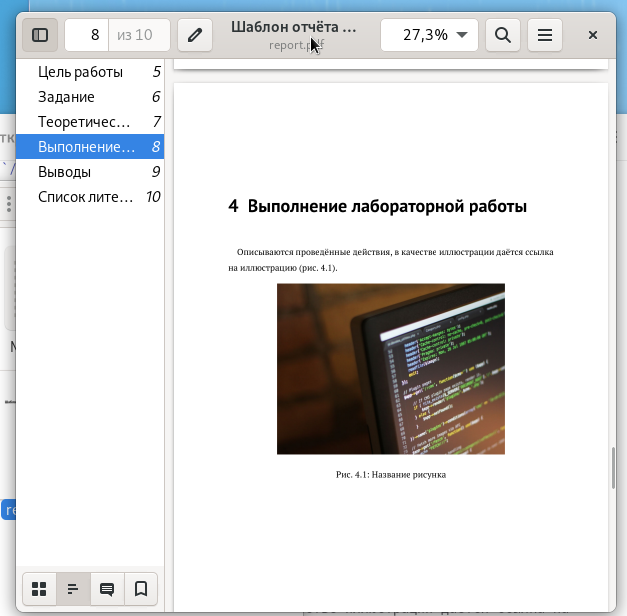 8
из 10
Шаблон отчёта ...
report.pdf
27,3%
Цель работы 5
Задание 6
Теоретичес... 7
Выполнение... 8
Выводы 9
Список лите... 10
4 Выполнение лабораторной работы
Описываются проведённые действия, в качестве иллюстрации даётся ссылка
на иллюстрацию (рис. 4.1).
Рис. 4.1: Название рисунка